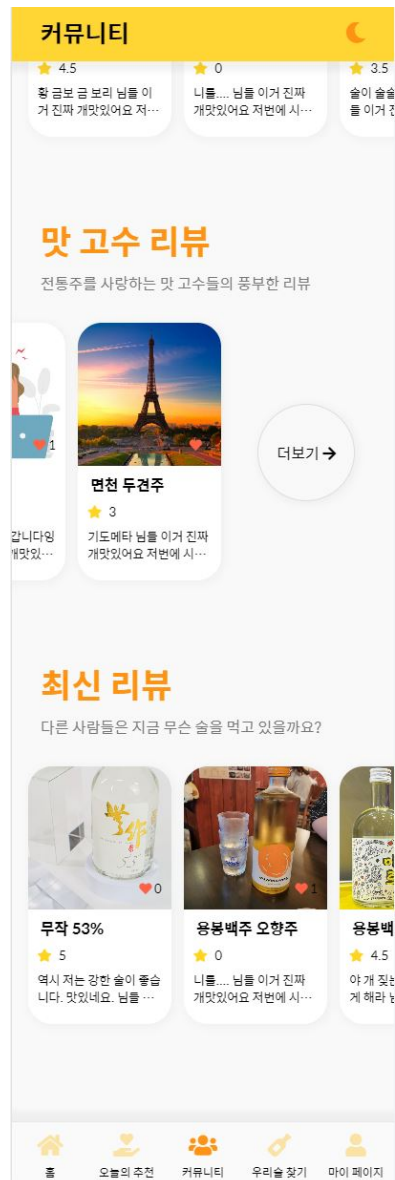 커뮤니티
4.5
0
3.5
황 금보 금 보리 님들 이
거 진짜 개맛있어요 저번…
니들.... 님들 이거 진짜
개맛있어요 저번에 시…
술이 술술
들 이거 진
맛 고수 리뷰
전통주를 사랑하는 맛 고수들의 풍부한 리뷰
1
갑니다잉
개맛있…
면천 두견주
3
기도메타 님들 이거 진짜
개맛있어요 저번에 시…
더보기 →
최신 리뷰
다른 사람들은 지금 무슨 술을 먹고 있을까요?
0
무작 53%
5
역시 저는 강한 술이 좋습
니다. 맛있네요. 님들 …
1
용봉백주 오향주
0
니들.... 님들 이거 진짜
개맛있어요 저번에 시…
용봉백
4.5
야 개 짖는
게 해라 님
홈
오늘의 추천
커뮤니티
우리술 찾기
마이 페이지